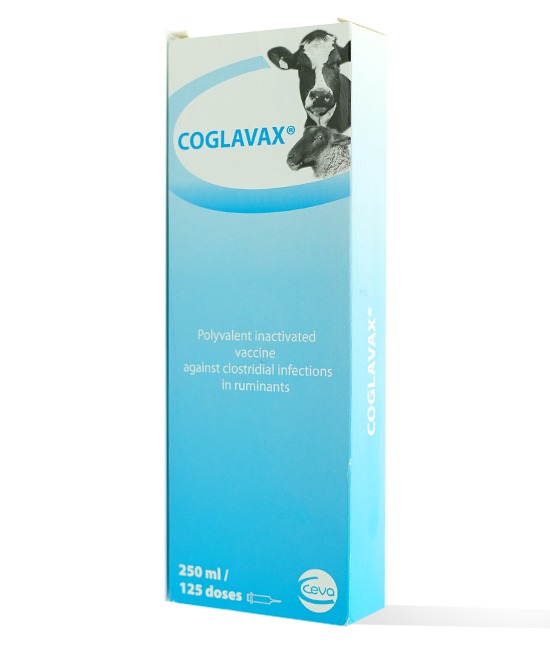 COGLAVAX®
Polyvalent inactivated
vaccine
against clostridial infections
in ruminants
250 ml /
125 doses
Ceva
COGLAVAX®